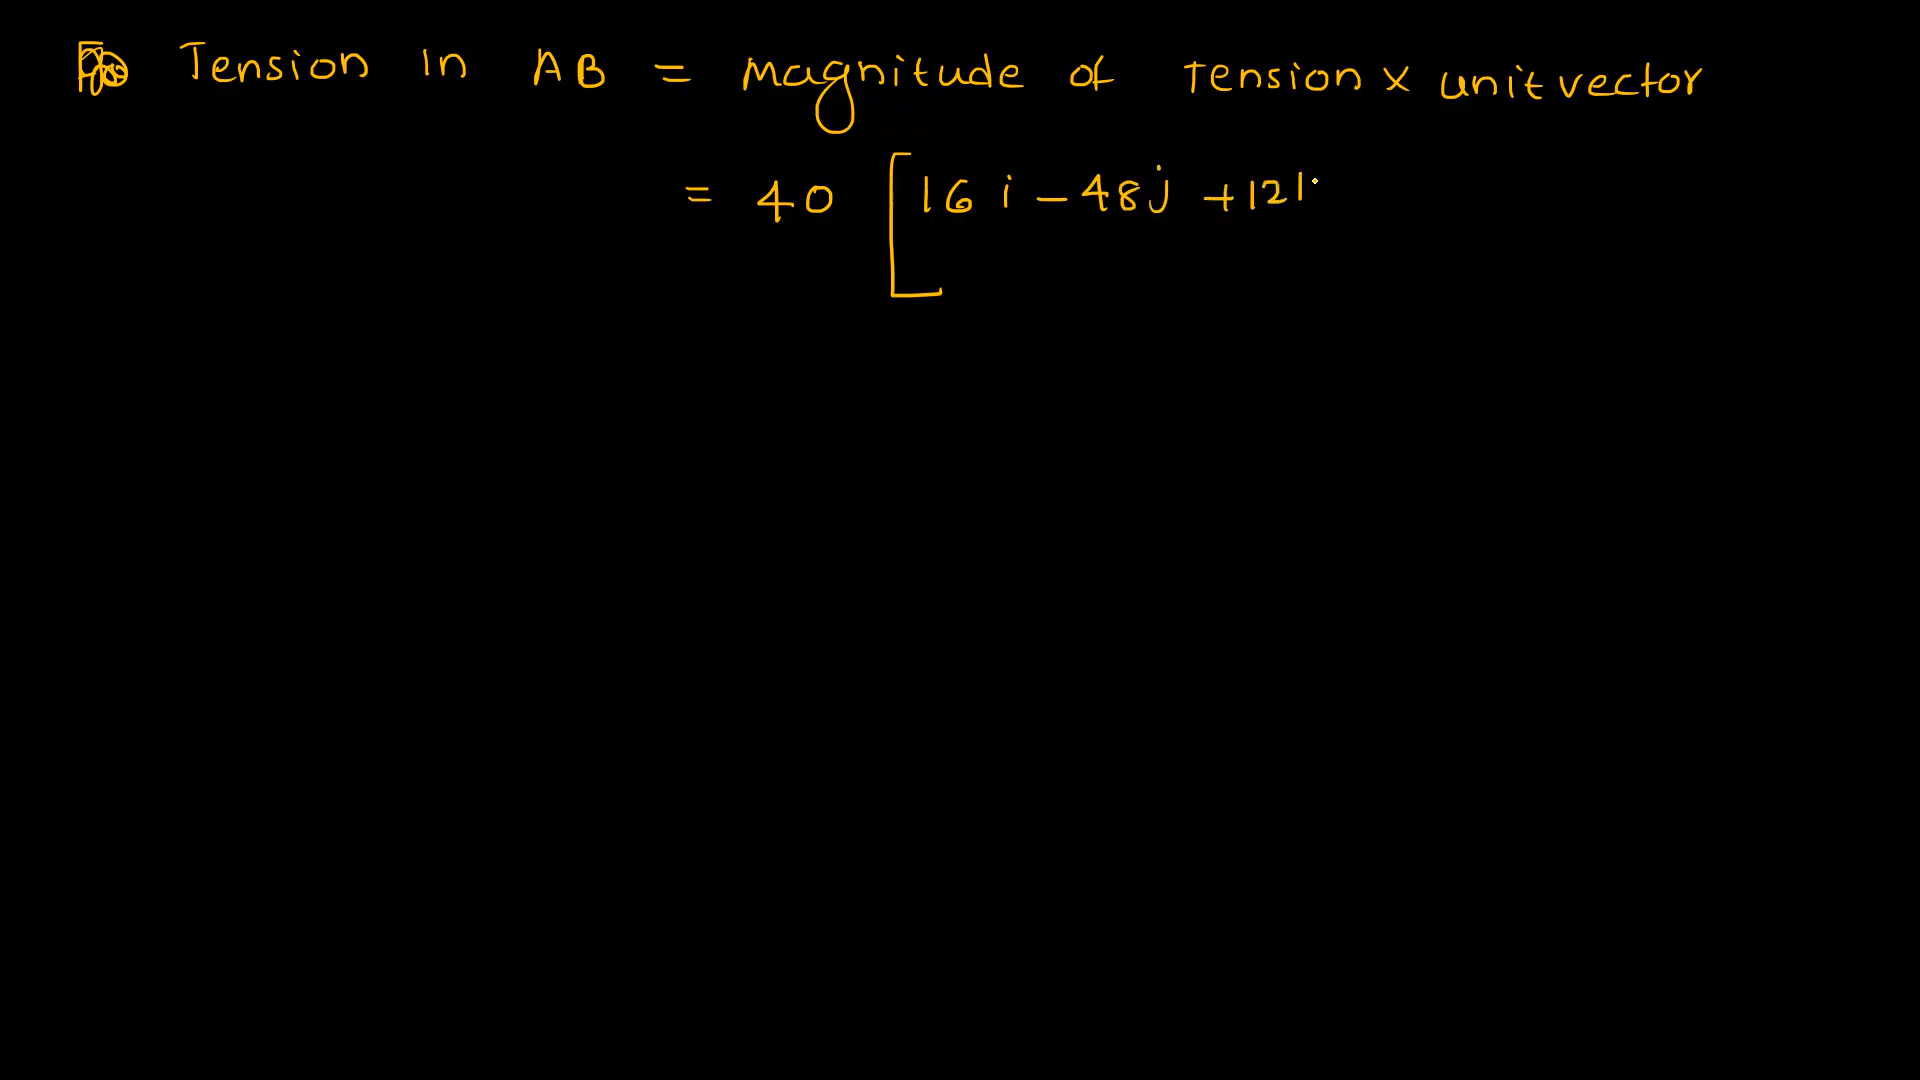 Tension in AB = Magnitude of Tension x unit vector
= 40 [16 i - 48j + 12